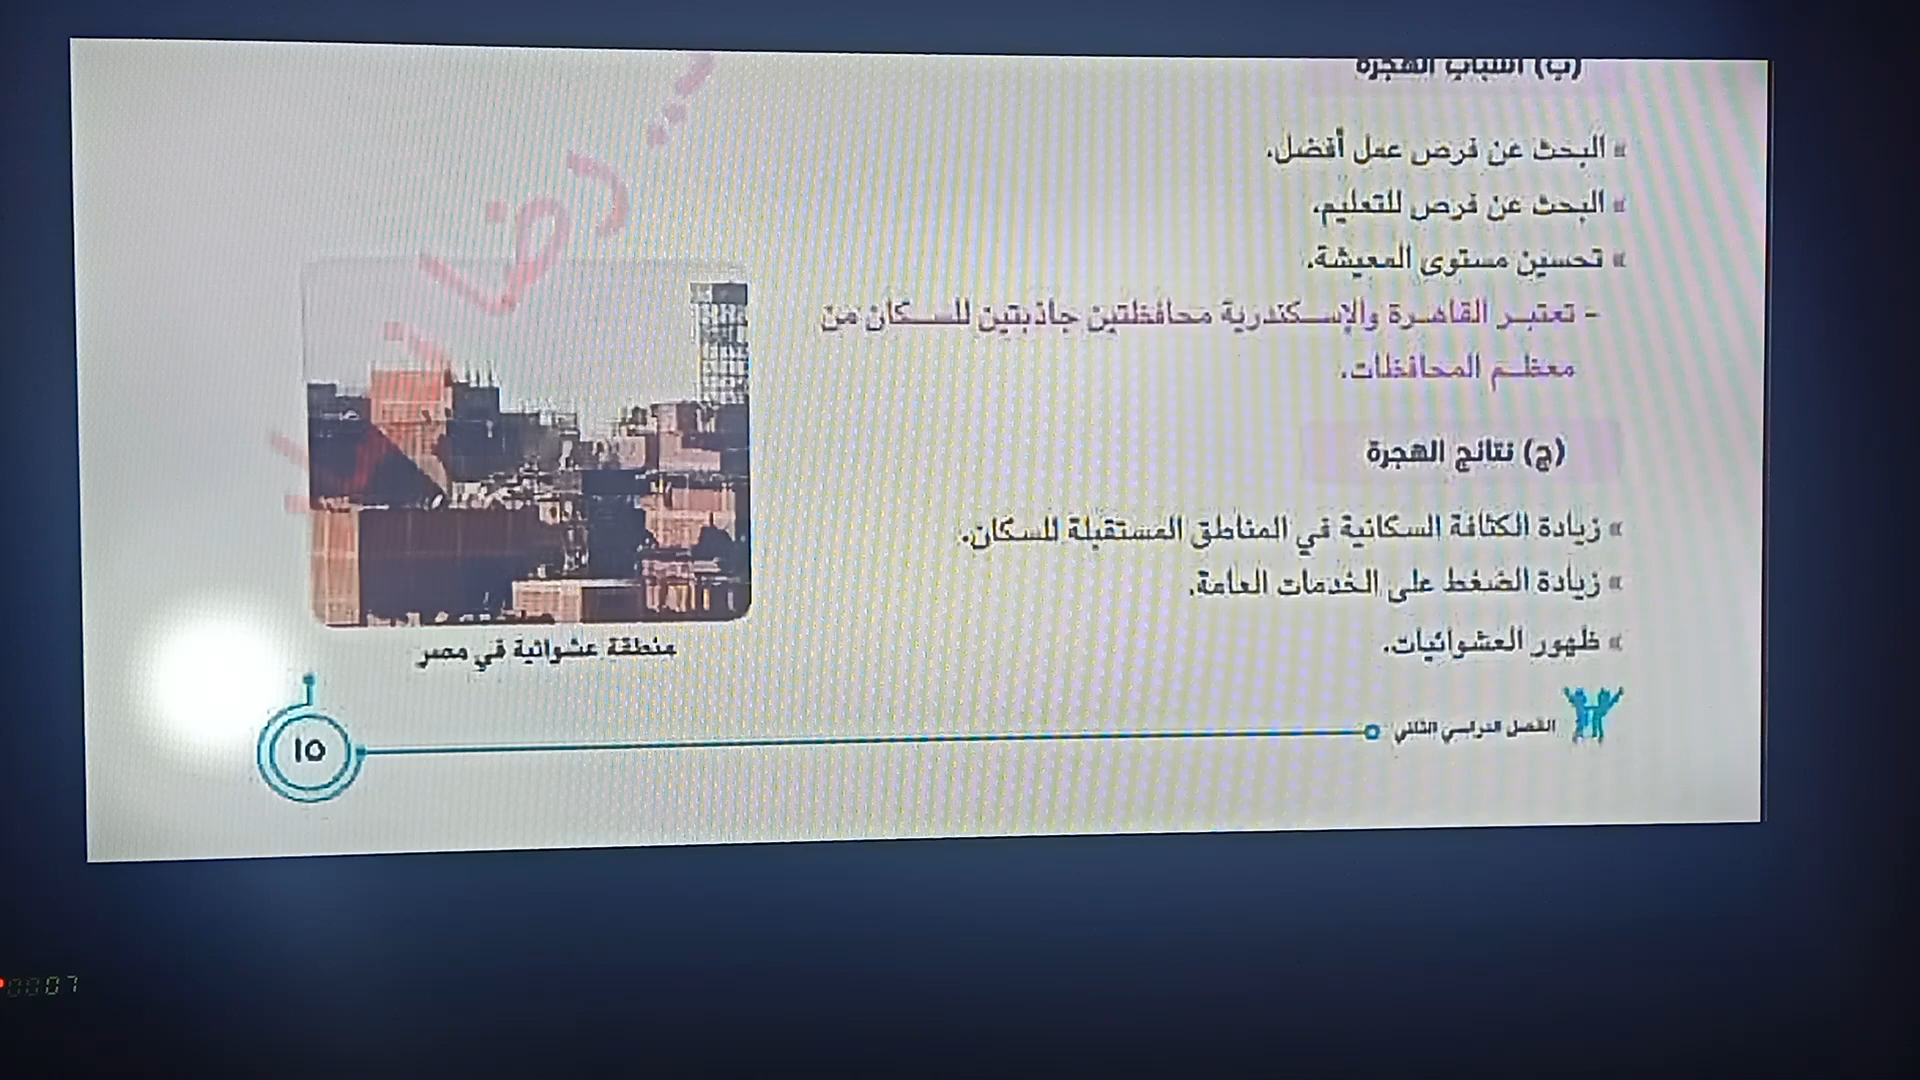 (ب) أسباب الهجرة
» البحث عن فرص عمل أفضل.
» البحث عن فرص للتعليم.
» تحسين مستوى المعيشة.
- تعتبر القاهرة والإسكندرية محافظتين جاذبتين للسكان من
معظم المحافظات.
(ج) نتائج الهجرة
» زيادة الكثافة السكانية في المناطق المستقبلة للسكان.
» زيادة الضغط على الخدمات العامة.
» ظهور العشوائيات.
منطقة عشوائية في مصر
الفصل الدراسي الثاني
١٥
0007